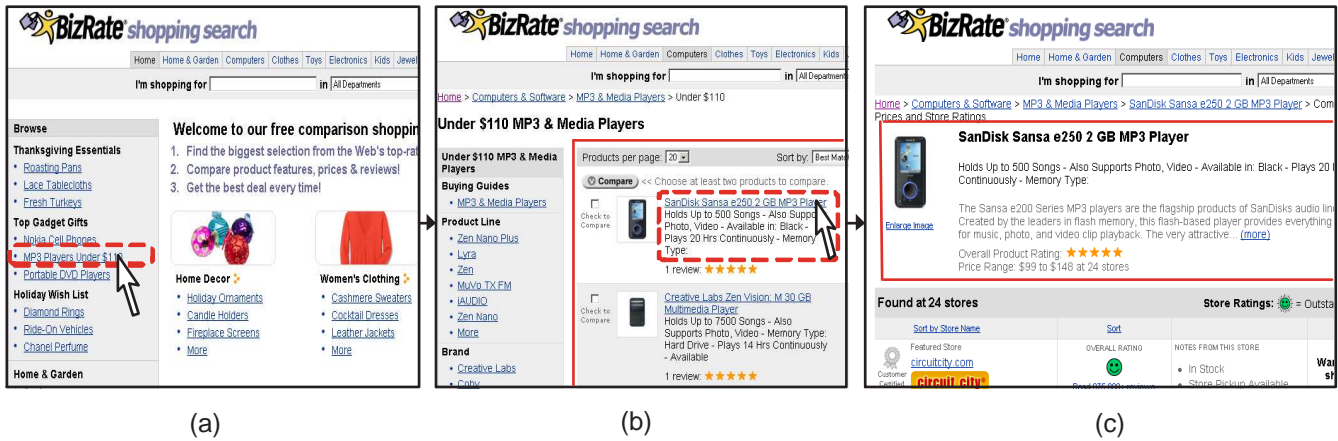 BizRate shopping search
Home Home & Garden Computers Clothes Toys Electronics Kids Jewel
I'm shopping for in All Departments
Browse
Thanksgiving Essentials
• Roasting Pans
• Lace Tablecloths
• Fresh Turkeys
Top Gadget Gifts
• Nokia Cell Phones
• MP3 Players Under $11
• Portable DVD Players
Holiday Wish List
• Diamond Rings
• Ride-On Vehicles
• Chanel Perfume
Home & Garden
Welcome to our free comparison shoppin
1. Find the biggest selection from the Web's top-rat
2. Compare product features, prices & reviews!
3. Get the best deal every time!
Home Decor
• Holiday Ornaments
• Candle Holders
• Fireplace Screens
• More
Women's Clothing
• Cashmere Sweaters
• Cocktail Dresses
• Leather Jackets
• More
(a)
BizRate shopping search
Home Home & Garden Computers Clothes Toys Electronics Kids
I'm shopping for in All Department
Home > Computers & Software > MP3 & Media Players > Under $110
Under $110 MP3 & Media Players
Under $110 MP3 & Media
Players
Buying Guides
• MP3 & Media Players
Product Line
• Zen Nano Plus
• Lyra
• Zen
• MuVo TX FM
• iAUDIO
• Zen Nano
• More
Brand
• Creative Labs
• Coby
Products per page: 20 Sort by: Best Mat
Compare << Choose at least two products to compare.
Check to
Compare
SanDisk Sansa e250 2 GB MP3 Player
Holds Up to 500 Songs - Also Suppo
Photo, Video - Available in: Black -
Plays 20 Hrs Continuously - Memory
Type:
1 review:
Check to
Compare
Creative Labs Zen Vision: M 30 GB
Multimedia Player
Holds Up to 7500 Songs - Also
Supports Photo, Video - Memory Type:
Hard Drive - Plays 14 Hrs Continuously
- Available
1 review:
(b)
BizRate shopping search
Home Home & Garden Computers Clothes Toys Electronics Kids Jewel
I'm shopping for in All Departments
Home > Computers & Software > MP3 & Media Players > SanDisk Sansa e250 2 GB MP3 Player > Com
Prices and Store Ratings
SanDisk Sansa e250 2 GB MP3 Player
Holds Up to 500 Songs - Also Supports Photo, Video - Available in: Black - Plays 20
Continuously - Memory Type:
The Sansa e200 Series MP3 players are the flagship products of SanDisks audio lin
Created by the leaders in flash memory, this flash-based player provides everything
for music, photo, and video clip playback. The very attractive... (more)
Enlarge Image
Overall Product Rating:
Price Range: $99 to $148 at 24 stores
Found at 24 stores Store Ratings: = Outsta
Sort by Store Name Sort
Featured Store OVERALL RATING NOTES FROM THIS STORE
circuitcity.com
Customer
Certified
circuit city
• In Stock
• Store Pickup Available
War
sh
(c)